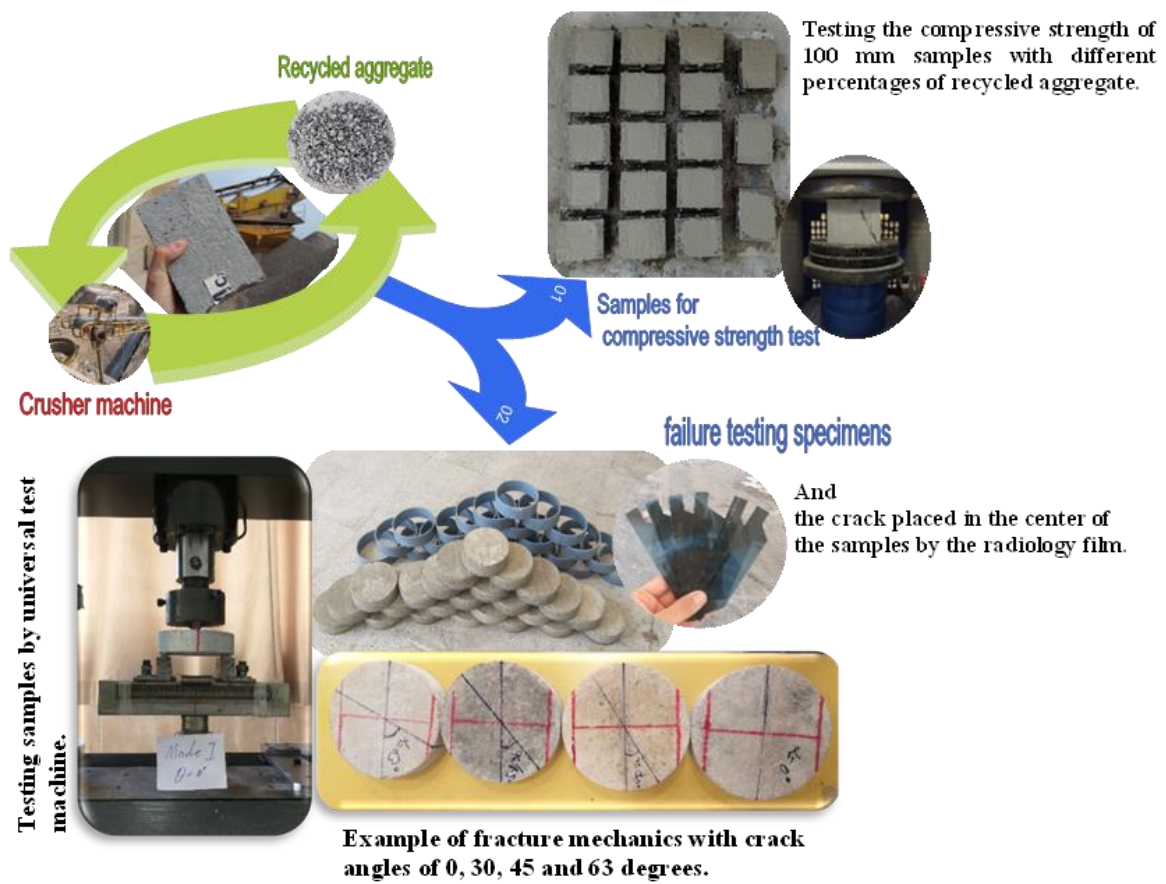 Recycled aggregate
Testing the compressive strength of
100 mm samples with different
percentages of recycled aggregate.
Crusher machine
01
Samples for
compressive strength test
02
failure testing specimens
And
the crack placed in the center of
the samples by the radiology film.
Testing samples by universal test
machine.
Mode I
θ=0°
63°
0°
Example of fracture mechanics with crack
angles of 0, 30, 45 and 63 degrees.